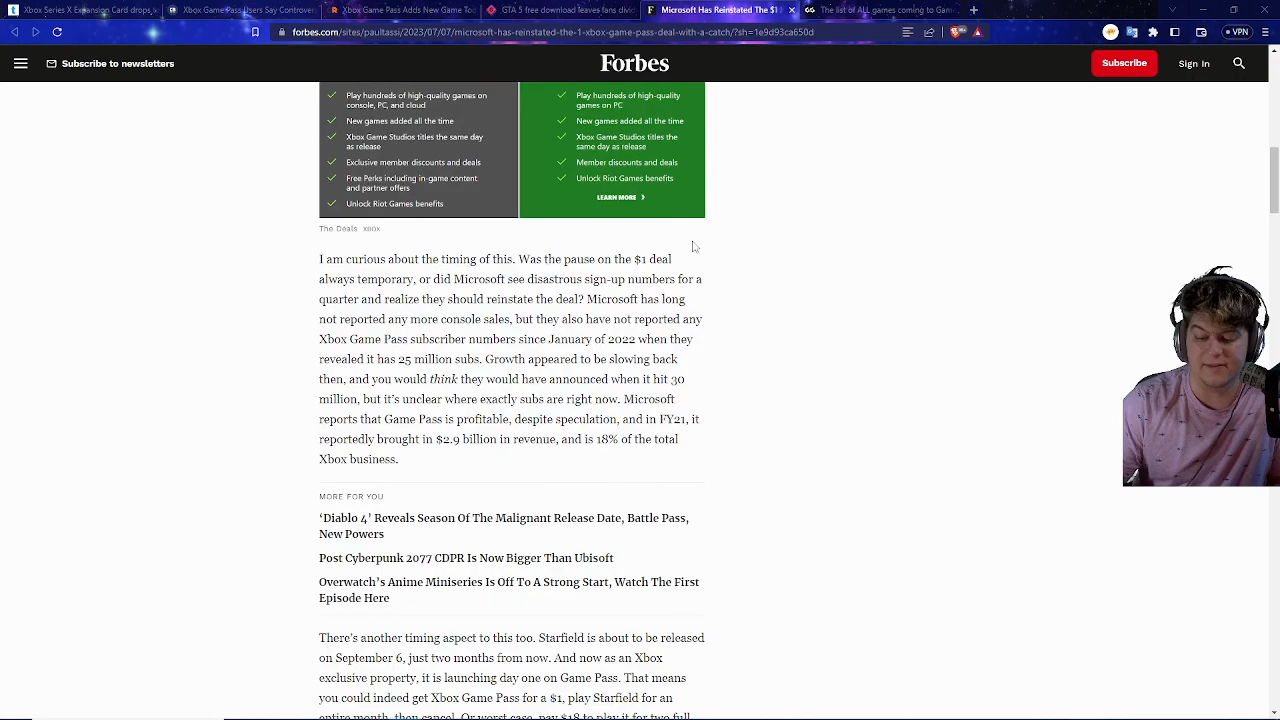 Xbox Series X Expansion Card drops
Xbox Game Pass Users Say Controver
Xbox Game Pass Adds New Game Too
GTA 5 free download leaves fans divid
Microsoft Has Reinstated The $1
The list of ALL games coming to Gam
forbes.com/sites/paultassi/2023/07/07/microsoft-has-reinstated-the-1-xbox-game-pass-deal-with-a-catch/?sh=1e9d93ca650d
VPN
Subscribe to newsletters
Forbes
Subscribe
Sign In
Play hundreds of high-quality games on
console, PC, and cloud
New games added all the time
Xbox Game Studios titles the same day
as release
Exclusive member discounts and deals
Free Perks including in-game content
and partner offers
Unlock Riot Games benefits
Play hundreds of high-quality
games on PC
New games added all the time
Xbox Game Studios titles the
same day as release
Member discounts and deals
Unlock Riot Games benefits
LEARN MORE
The Deals XBOX
I am curious about the timing of this. Was the pause on the $1 deal
always temporary, or did Microsoft see disastrous sign-up numbers for a
quarter and realize they should reinstate the deal? Microsoft has long
not reported any more console sales, but they also have not reported any
Xbox Game Pass subscriber numbers since January of 2022 when they
revealed it has 25 million subs. Growth appeared to be slowing back
then, and you would think they would have announced when it hit 30
million, but it's unclear where exactly subs are right now. Microsoft
reports that Game Pass is profitable, despite speculation, and in FY21, it
reportedly brought in $2.9 billion in revenue, and is 18% of the total
Xbox business.
MORE FOR YOU
'Diablo 4' Reveals Season Of The Malignant Release Date, Battle Pass,
New Powers
Post Cyberpunk 2077 CDPR Is Now Bigger Than Ubisoft
Overwatch's Anime Miniseries Is Off To A Strong Start, Watch The First
Episode Here
There's another timing aspect to this too. Starfield is about to be released
on September 6, just two months from now. And now as an Xbox
exclusive property, it is launching day one on Game Pass. That means
you could indeed get Xbox Game Pass for a $1, play Starfield for an
entire month, then cancel. Or worst case, pay $18 to play it for two full